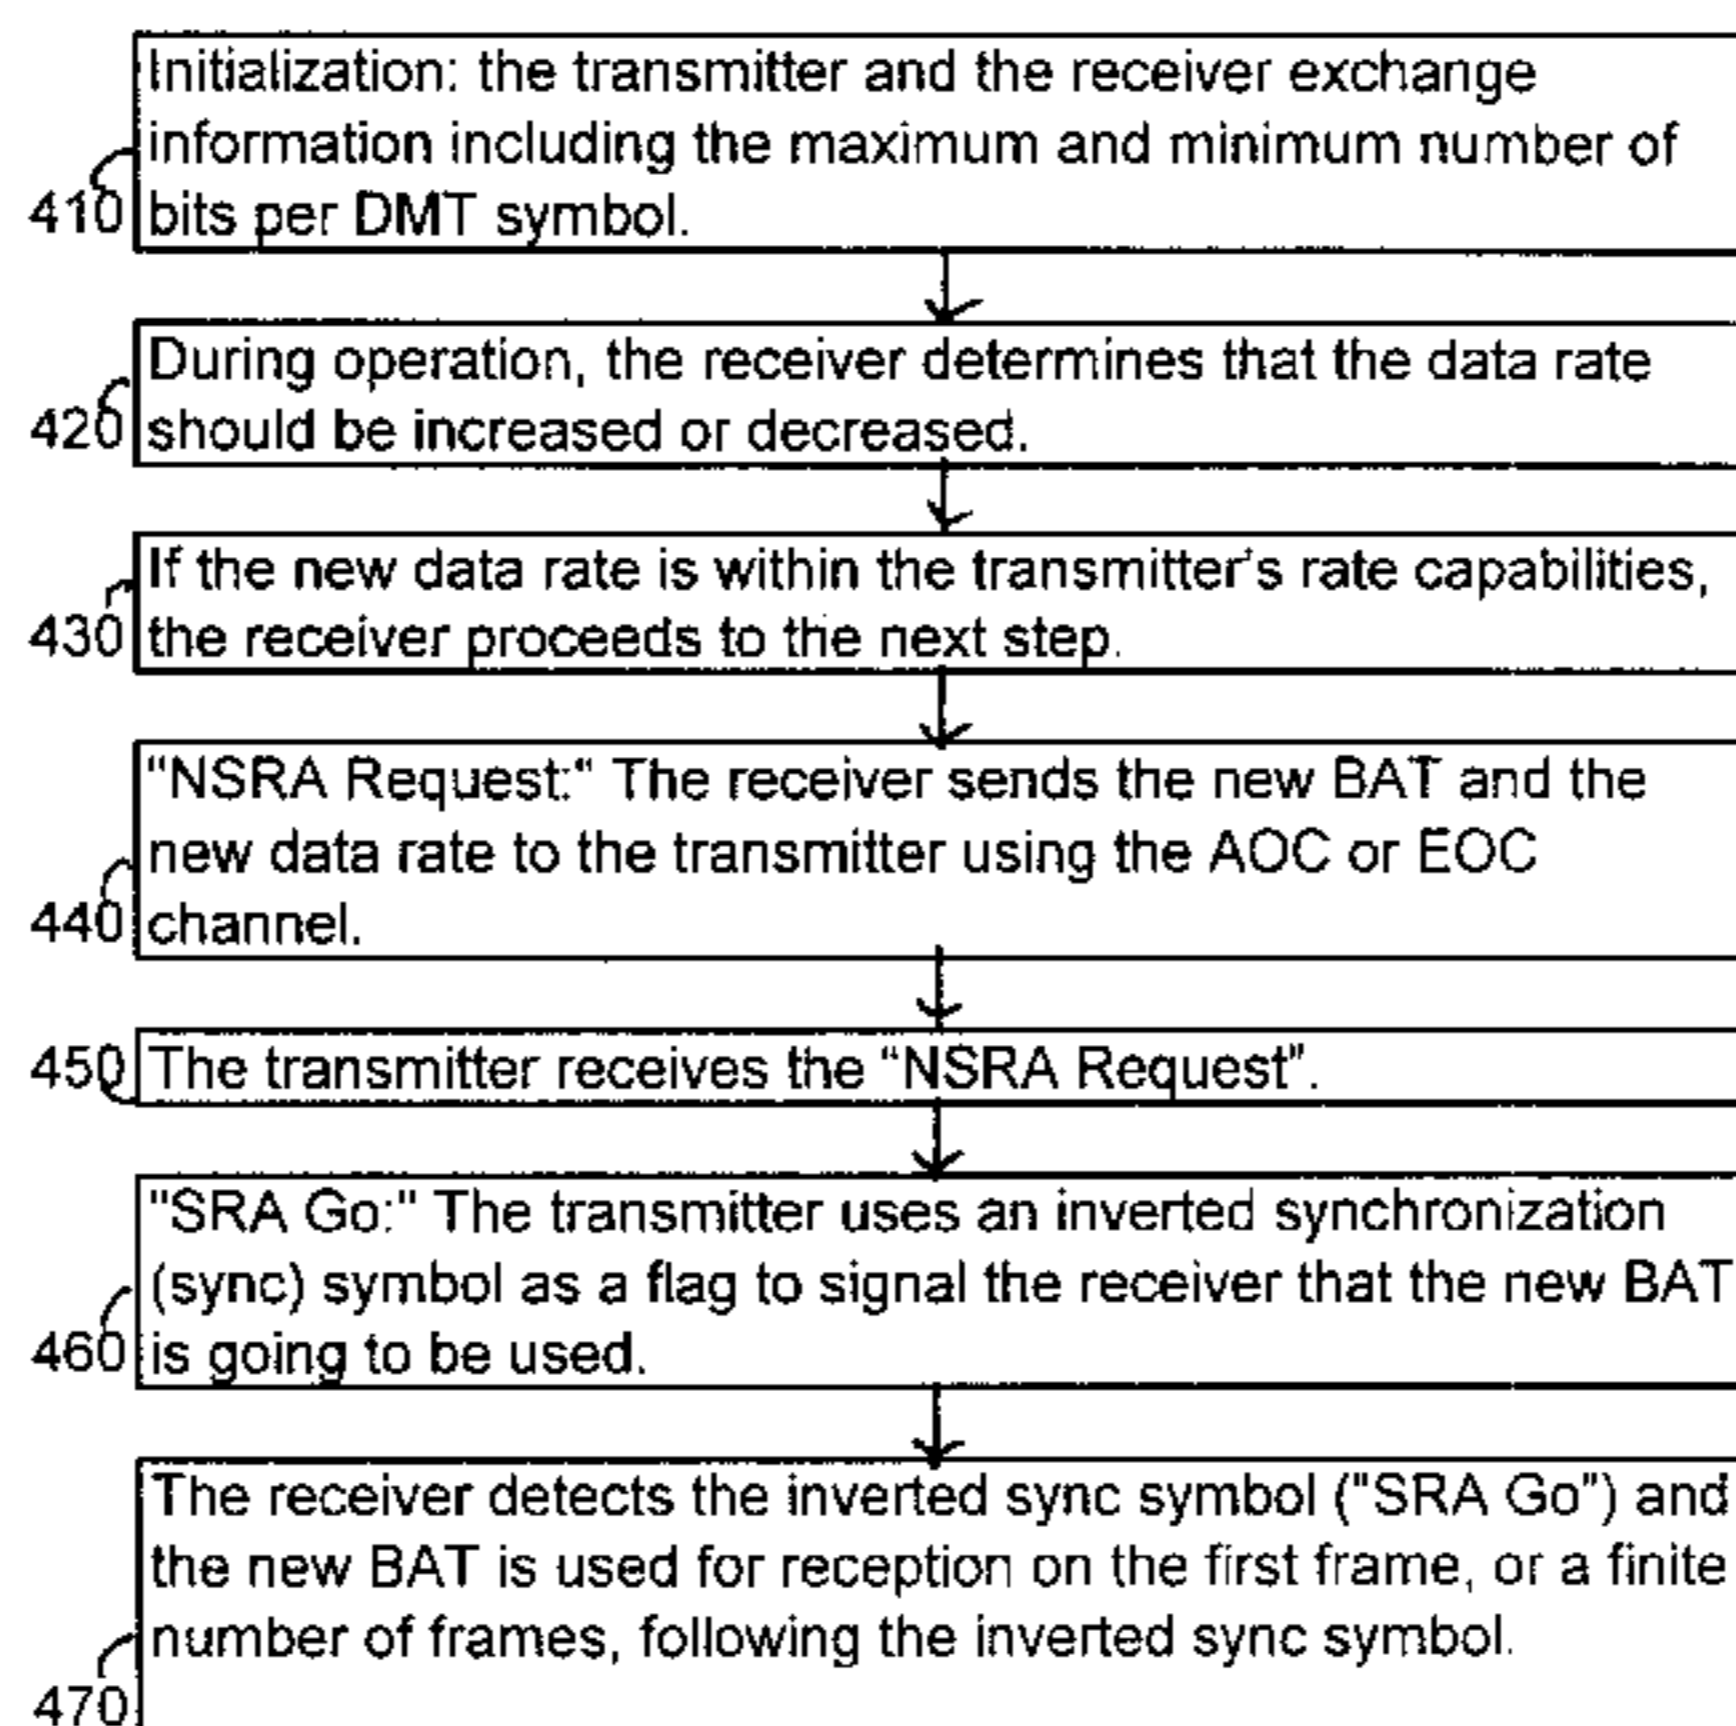 Initialization: the transmitter and the receiver exchange
information including the maximum and minimum number of
410 bits per DMT symbol.
During operation, the receiver determines that the data rate
420 should be increased or decreased.
If the new data rate is within the transmitter's rate capabilities,
430 the receiver proceeds to the next step.
"NSRA Request:" The receiver sends the new BAT and the
new data rate to the transmitter using the AOC or EOC
440 channel.
450 The transmitter receives the “NSRA Request”.
"SRA Go:" The transmitter uses an inverted synchronization
(sync) symbol as a flag to signal the receiver that the new BAT
460 is going to be used.
The receiver detects the inverted sync symbol ("SRA Go") and
the new BAT is used for reception on the first frame, or a finite
number of frames, following the inverted sync symbol.
470